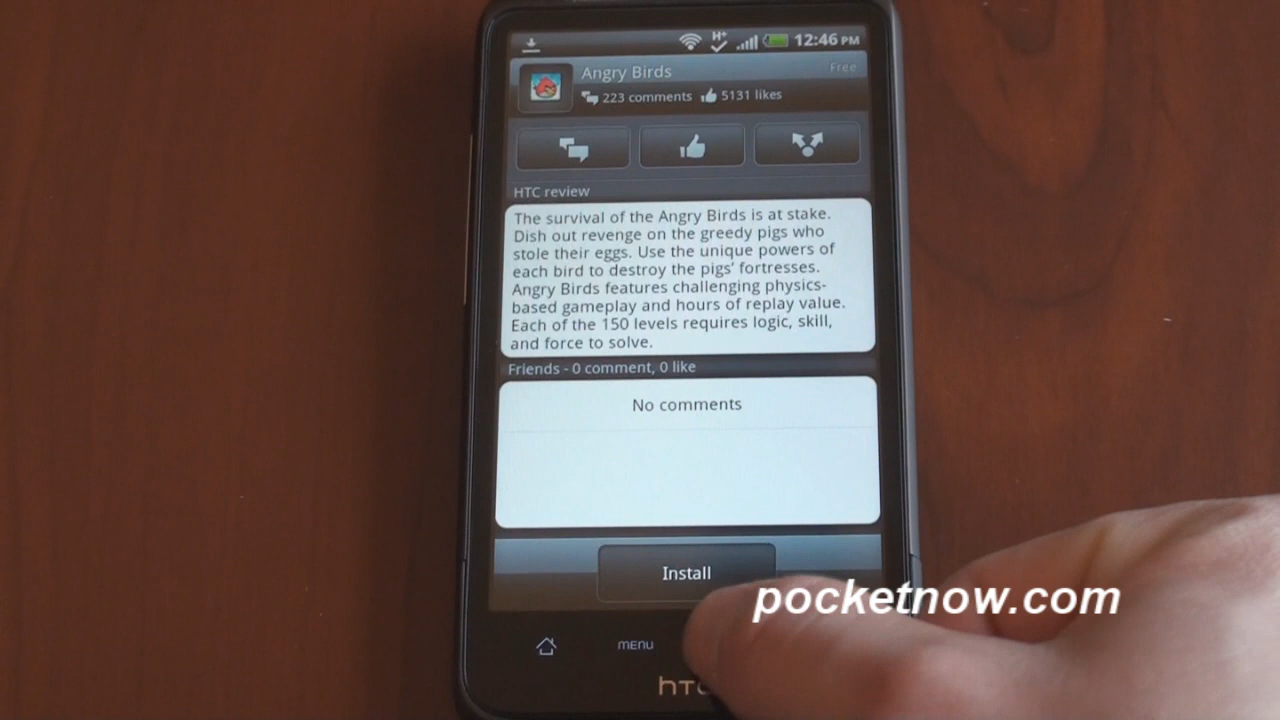 H+ 12:46 PM
Angry Birds
Free
223 comments 5131 likes
HTC review
The survival of the Angry Birds is at stake.
Dish out revenge on the greedy pigs who
stole their eggs. Use the unique powers of
each bird to destroy the pigs' fortresses.
Angry Birds features challenging physics-
based gameplay and hours of replay value.
Each of the 150 levels requires logic, skill,
and force to solve.
Friends - 0 comment, 0 like
No comments
Install
pocketnow.com
MENU
hTC